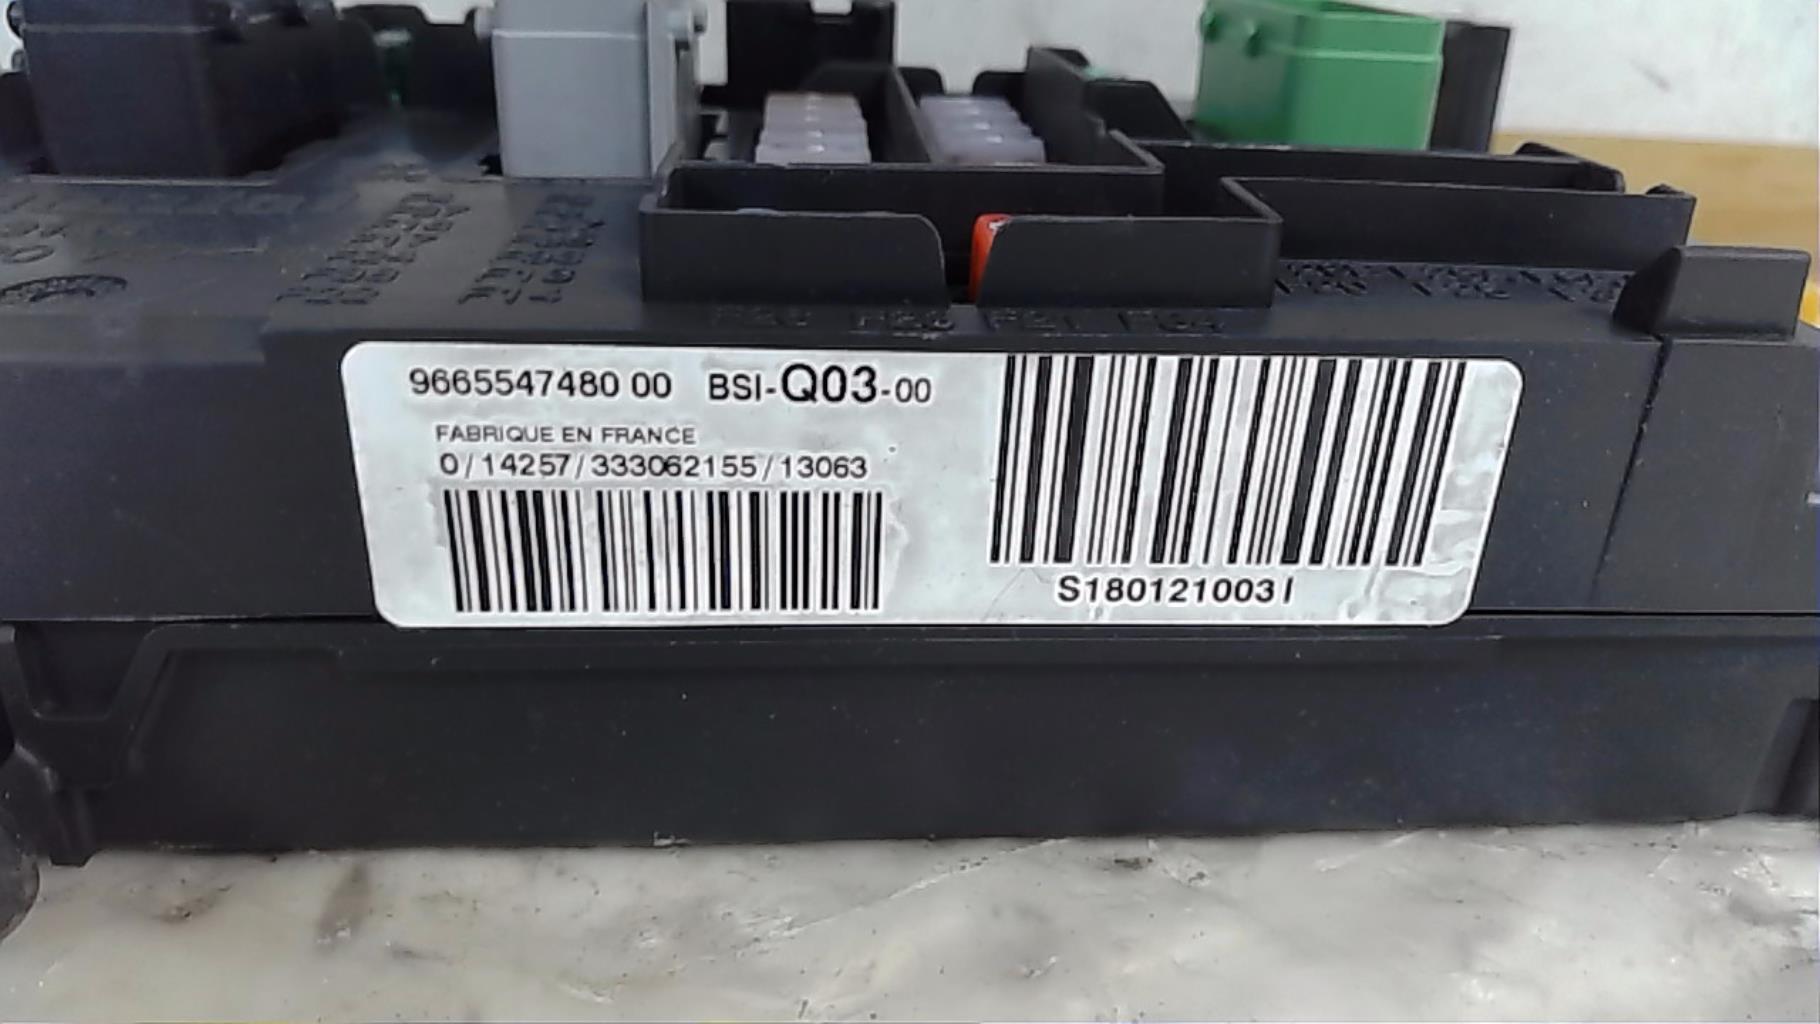 9665547480 00 BSI-Q03-00
FABRIQUE EN FRANCE
0/14257/333062155/13063
S180121003I